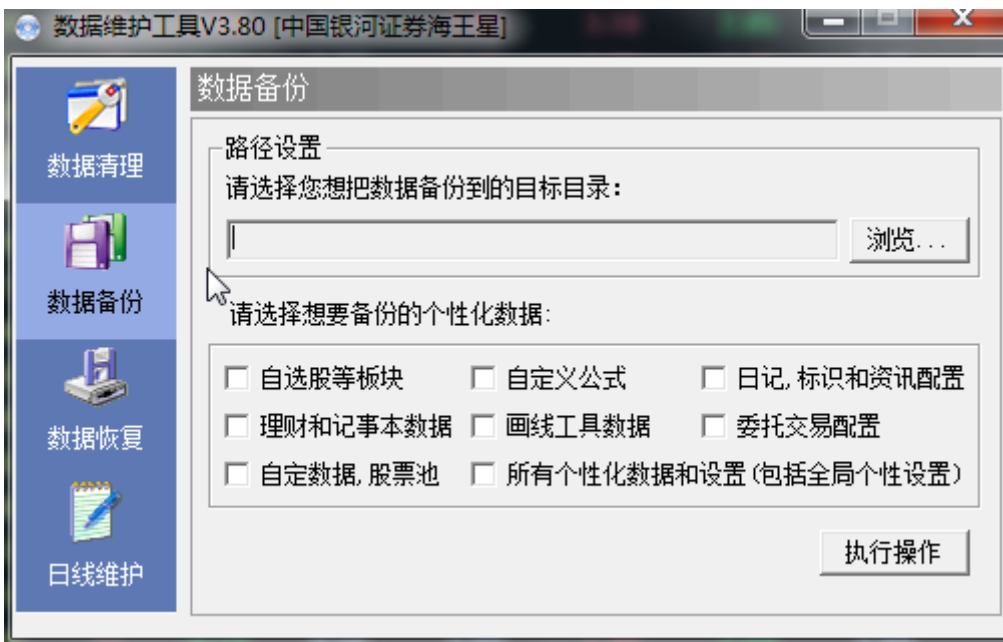 数据维护工具V3.80 [中国银河证券海王星]
数据清理
数据备份
数据恢复
日线维护
数据备份
路径设置
请选择您想把数据备份到的目标目录：
浏览...
请选择想要备份的个性化数据:
自选股等板块 自定义公式 日记,标识和资讯配置
理财和记事本数据 画线工具数据 委托交易配置
自定数据,股票池 所有个性化数据和设置(包括全局个性设置)
执行操作